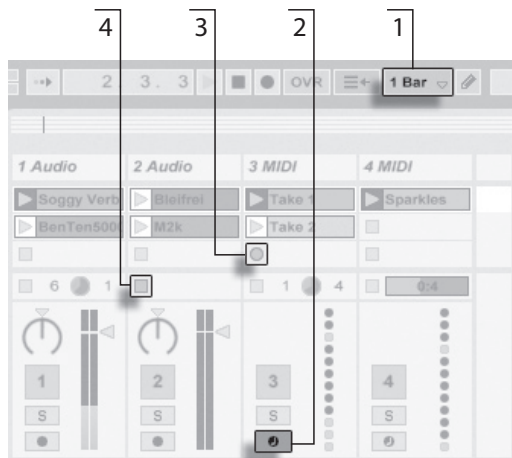 4 3 2 1
2. 3. 3 OVR 1 Bar
1 Audio 2 Audio 3 MIDI 4 MIDI
Soggy Verb Bleifrei Take 1 Sparkles
BenTen5000 M2k Take 2
6 1 1 4 0:4
1 2 3 4
S S S S